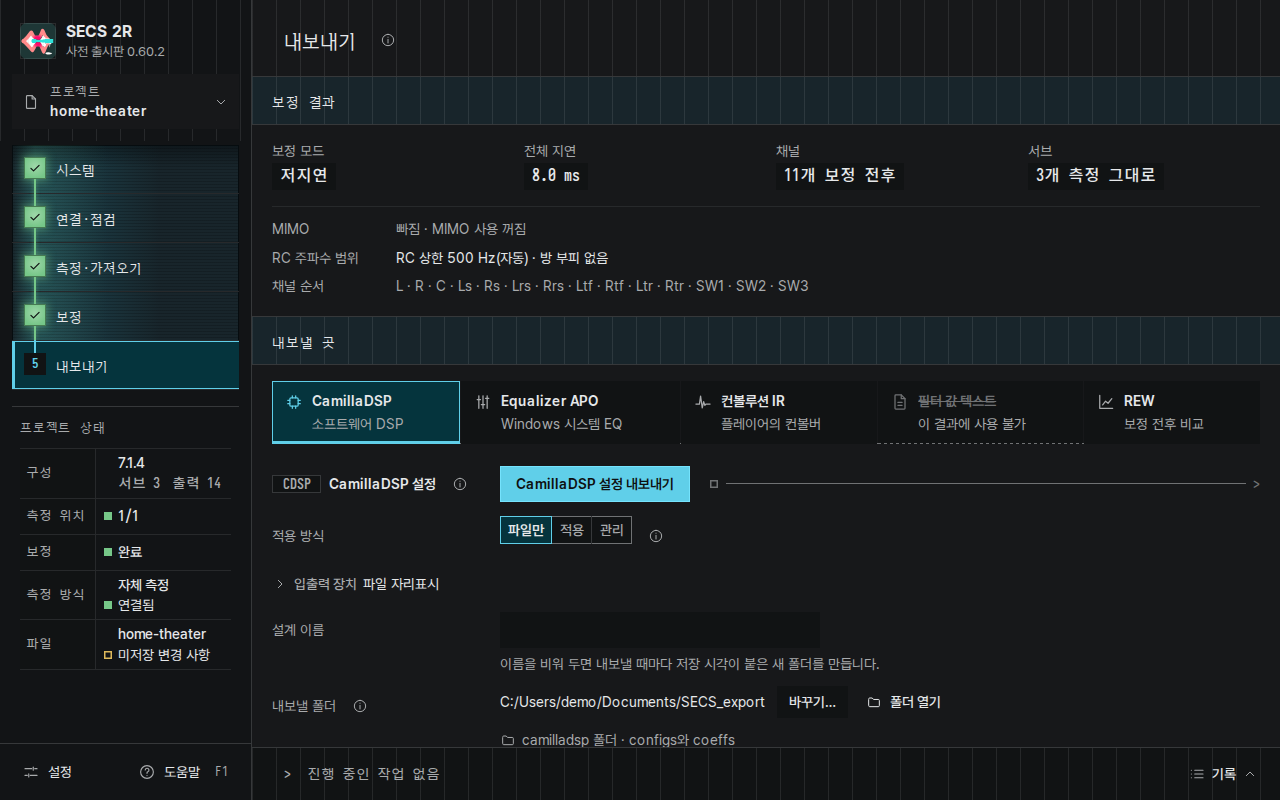 SECS 2R
사전 출시판 0.60.2
프로젝트
home-theater
시스템
연결·점검
측정·가져오기
보정
5 내보내기
프로젝트 상태
구성 7.1.4
서브 3 출력 14
측정 위치 1/1
보정 완료
측정 방식 자체 측정
연결됨
파일 home-theater
미저장 변경 사항
설정 도움말 F1
내보내기
보정 결과
보정 모드 전체 지연 채널 서브
저지연 8.0 ms 11개 보정 전후 3개 측정 그대로
MIMO 빠짐 · MIMO 사용 꺼짐
RC 주파수 범위 RC 상한 500 Hz(자동) · 방 부피 없음
채널 순서 L · R · C · Ls · Rs · Lrs · Rrs · Ltf · Rtf · Ltr · Rtr · SW1 · SW2 · SW3
내보낼 곳
CamillaDSP Equalizer APO 컨볼루션 IR 필터 값 텍스트 REW
소프트웨어 DSP Windows 시스템 EQ 플레이어의 컨볼버 이 결과에 사용 불가 보정 전후 비교
CDSP CamillaDSP 설정 CamillaDSP 설정 내보내기 >
적용 방식 파일만 적용 관리
입출력 장치 파일 자리표시
설계 이름
이름을 비워 두면 내보낼 때마다 저장 시각이 붙은 새 폴더를 만듭니다.
내보낼 폴더 C:/Users/demo/Documents/SECS_export 바꾸기... 폴더 열기
camilladsp 폴더 · configs와 coeffs
> 진행 중인 작업 없음 기록